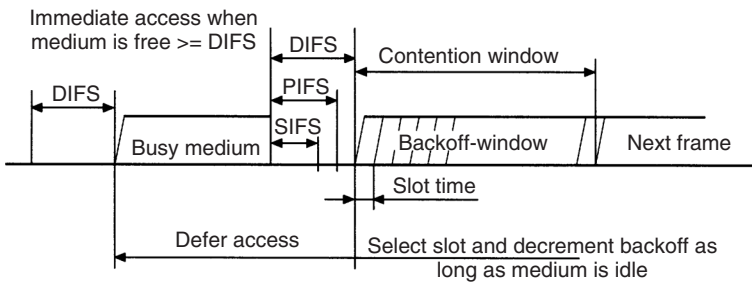 Immediate access when
medium is free >= DIFS
DIFS
Contention window
DIFS
PIFS
SIFS
Busy medium
Backoff-window
Next frame
Slot time
Defer access
Select slot and decrement backoff as
long as medium is idle